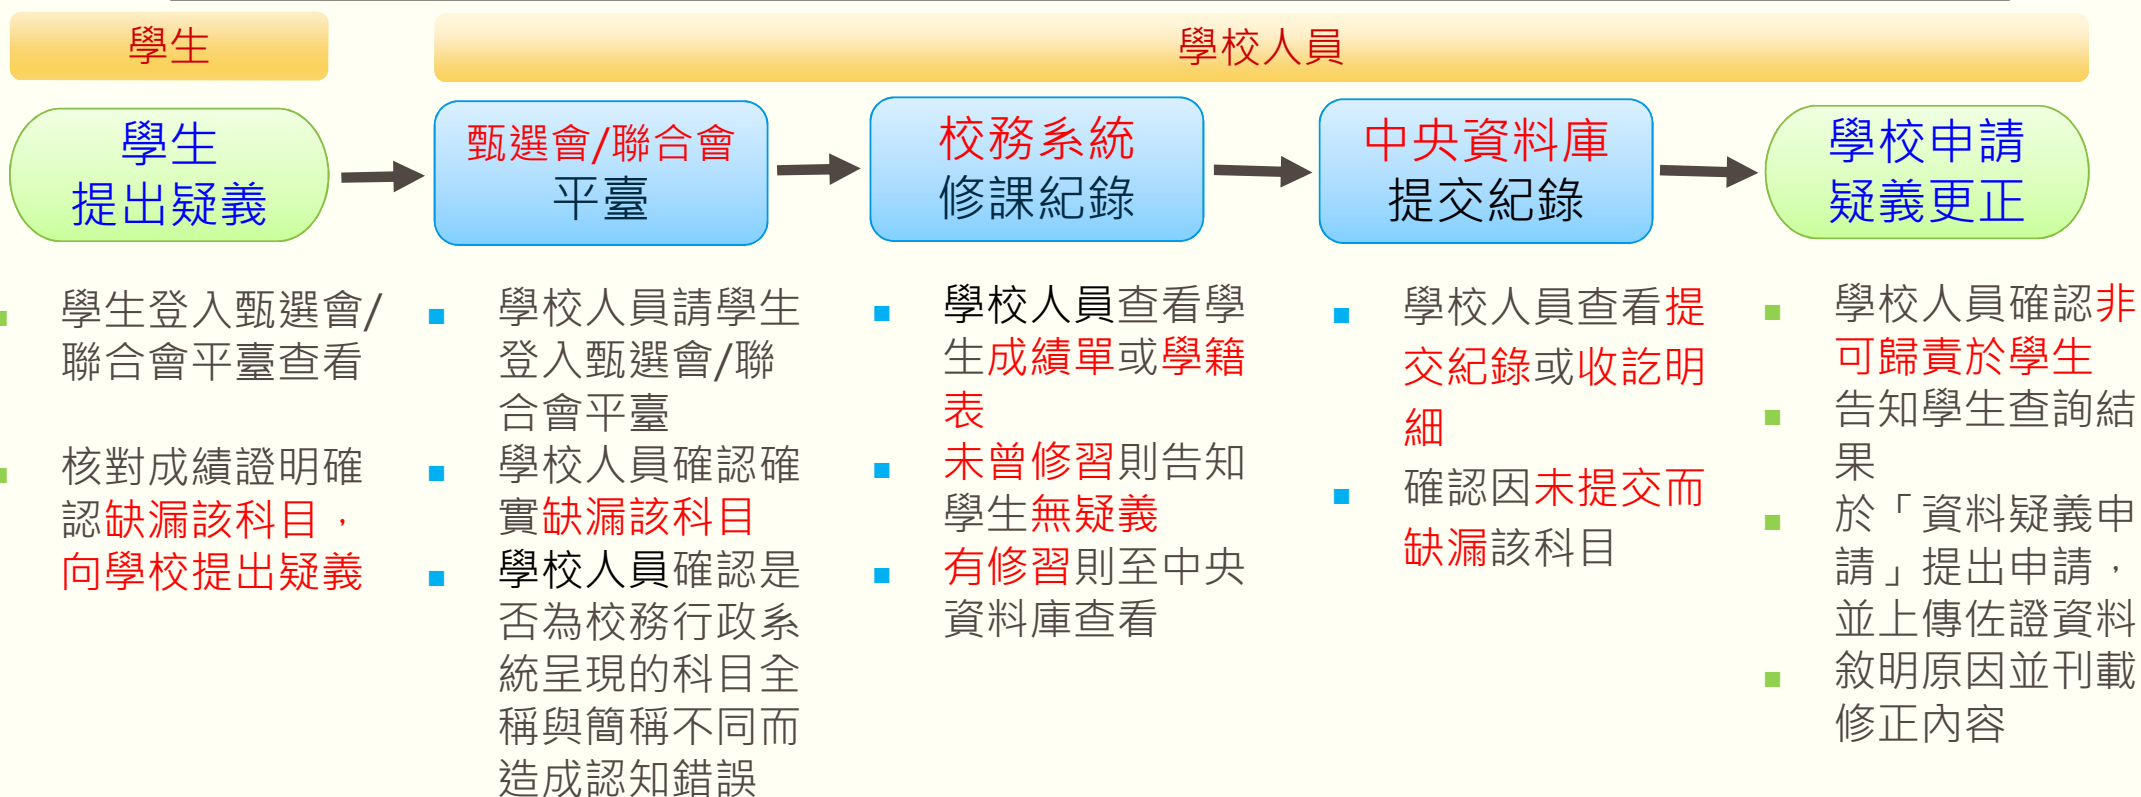 學生
學校人員
學生
提出疑義
甄選會/聯合會
平臺
校務系統
修課紀錄
中央資料庫
提交紀錄
學校申請
疑義更正
學生登入甄選會/
聯合會平臺查看
核對成績證明確
認缺漏該科目，
向學校提出疑義
學校人員請學生
登入甄選會/聯
合會平臺
學校人員確認確
實缺漏該科目
學校人員確認是
否為校務行政系
統呈現的科目全
稱與簡稱不同而
造成認知錯誤
學校人員查看學
生成績單或學籍
表
未曾修習則告知
學生無疑義
有修習則至中央
資料庫查看
學校人員查看提
交紀錄或收訖明
細
確認因未提交而
缺漏該科目
學校人員確認非
可歸責於學生
告知學生查詢結
果
於「資料疑義申
請」提出申請，
並上傳佐證資料
敘明原因並刊載
修正內容